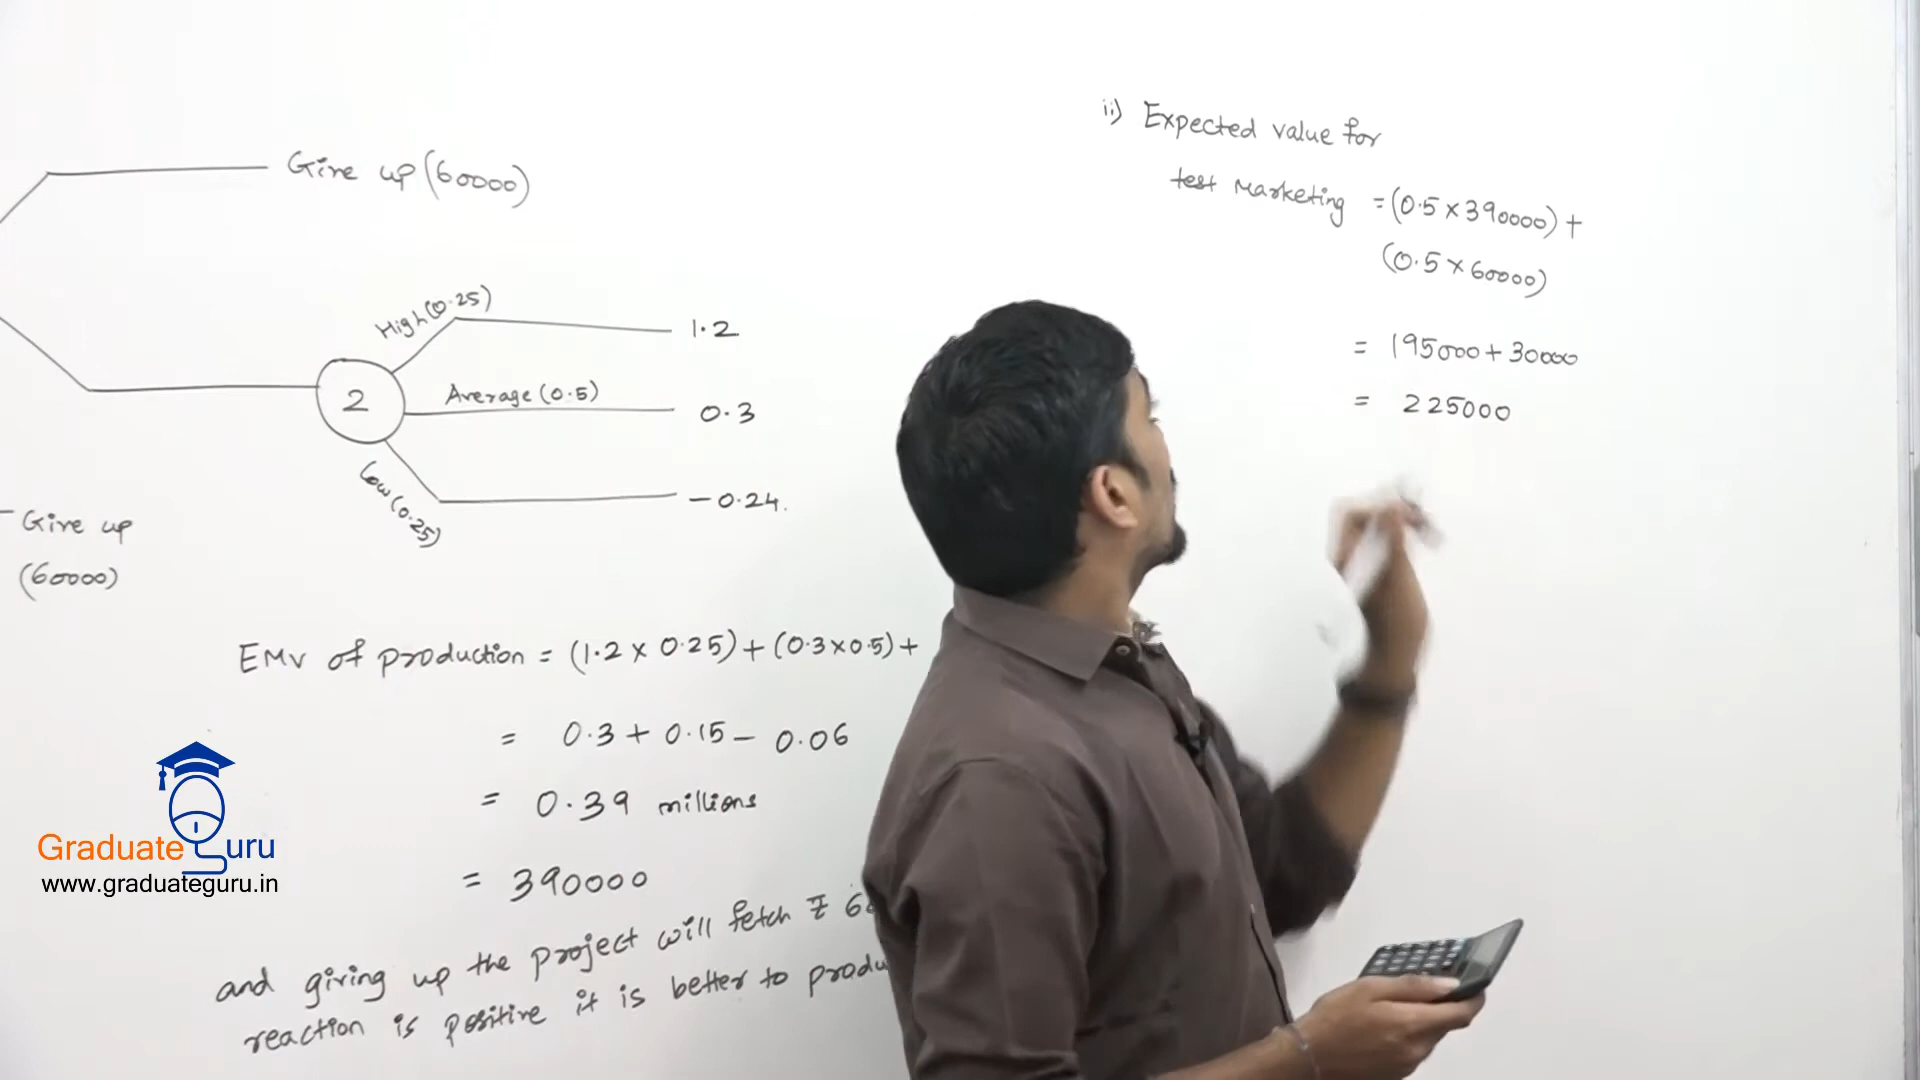 Give up (60000)
High (0.25)
1.2
2
Average (0.5)
0.3
Low (0.25)
-0.24.
Give up
(60000)
EMV of production = (1.2 x 0.25) + (0.3 x 0.5) +
= 0.3 + 0.15 - 0.06
= 0.39 millions
= 390000
and giving up the project will fetch ₹
reaction is positive it is better to
ii) Expected value for
test Marketing = (0.5 x 390000) +
(0.5 x 60000)
= 195000 + 30000
= 225000
Graduate Guru
www.graduateguru.in